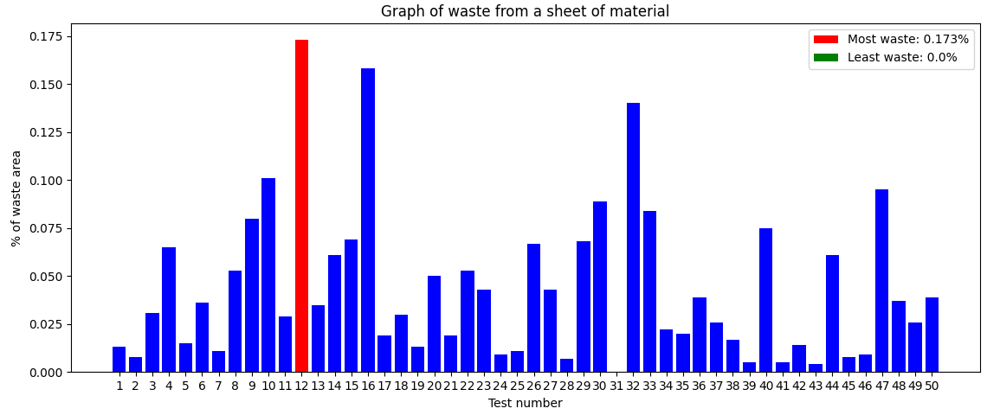 Graph of waste from a sheet of material
Most waste: 0.173%
Least waste: 0.0%
% of waste area
0.175
0.150
0.125
0.100
0.075
0.050
0.025
0.000
1 2 3 4 5 6 7 8 9 10 11 12 13 14 15 16 17 18 19 20 21 22 23 24 25 26 27 28 29 30 31 32 33 34 35 36 37 38 39 40 41 42 43 44 45 46 47 48 49 50
Test number